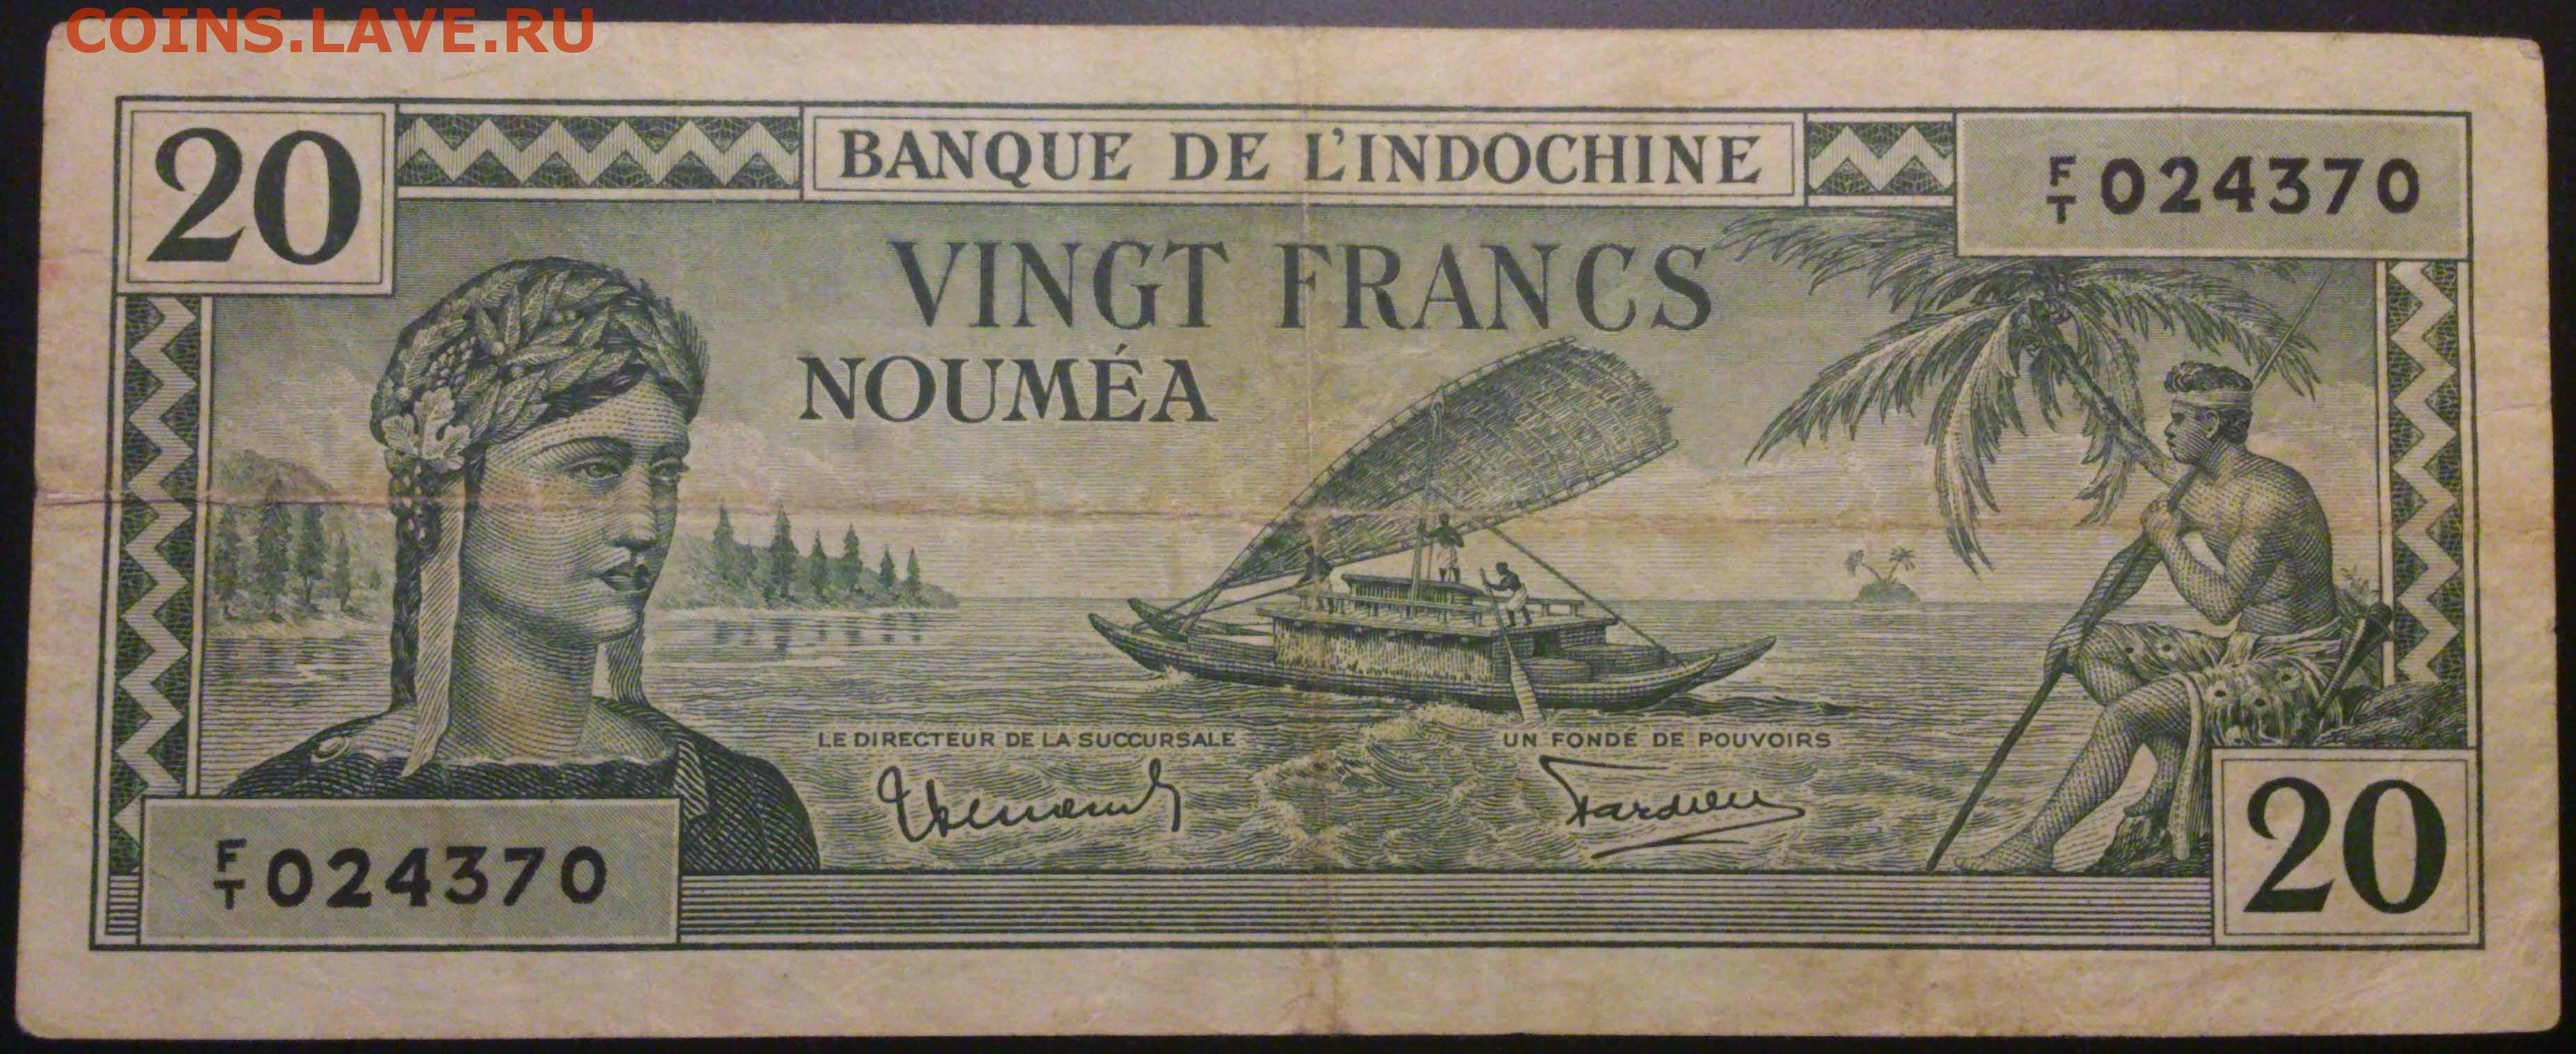 COINS.LAVE.RU
20
BANQUE DE L'INDOCHINE
F/T 024370
VINGT FRANCS
NOUMÉA
LE DIRECTEUR DE LA SUCCURSALE
UN FONDÉ DE POUVOIRS
F/T 024370
20